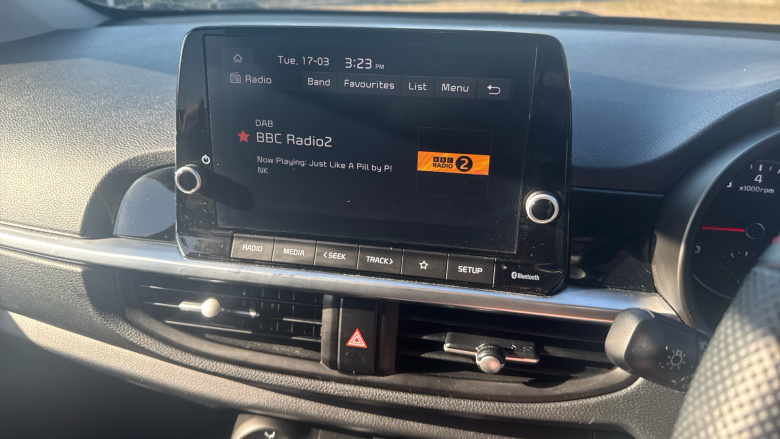 Tue, 17-03 3:23 PM
Radio Band Favourites List Menu
DAB
BBC Radio2
Now Playing: Just Like A Pill by P!
NK
BBC
RADIO 2
RADIO MEDIA <SEEK TRACK> SETUP
Bluetooth
4
x1000rpm